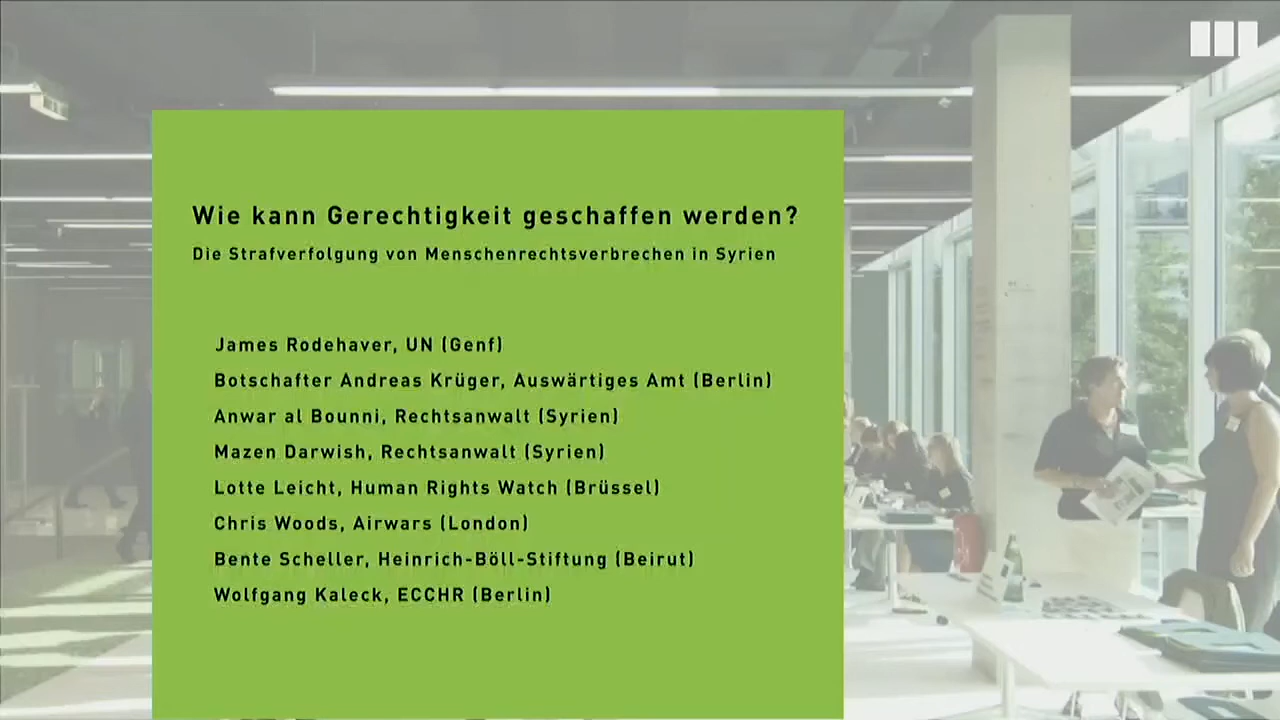 Wie kann Gerechtigkeit geschaffen werden?
Die Strafverfolgung von Menschenrechtsverbrechen in Syrien
James Rodehaver, UN (Genf)
Botschafter Andreas Krüger, Auswärtiges Amt (Berlin)
Anwar al Bounni, Rechtsanwalt (Syrien)
Mazen Darwish, Rechtsanwalt (Syrien)
Lotte Leicht, Human Rights Watch (Brüssel)
Chris Woods, Airwars (London)
Bente Scheller, Heinrich-Böll-Stiftung (Beirut)
Wolfgang Kaleck, ECCHR (Berlin)